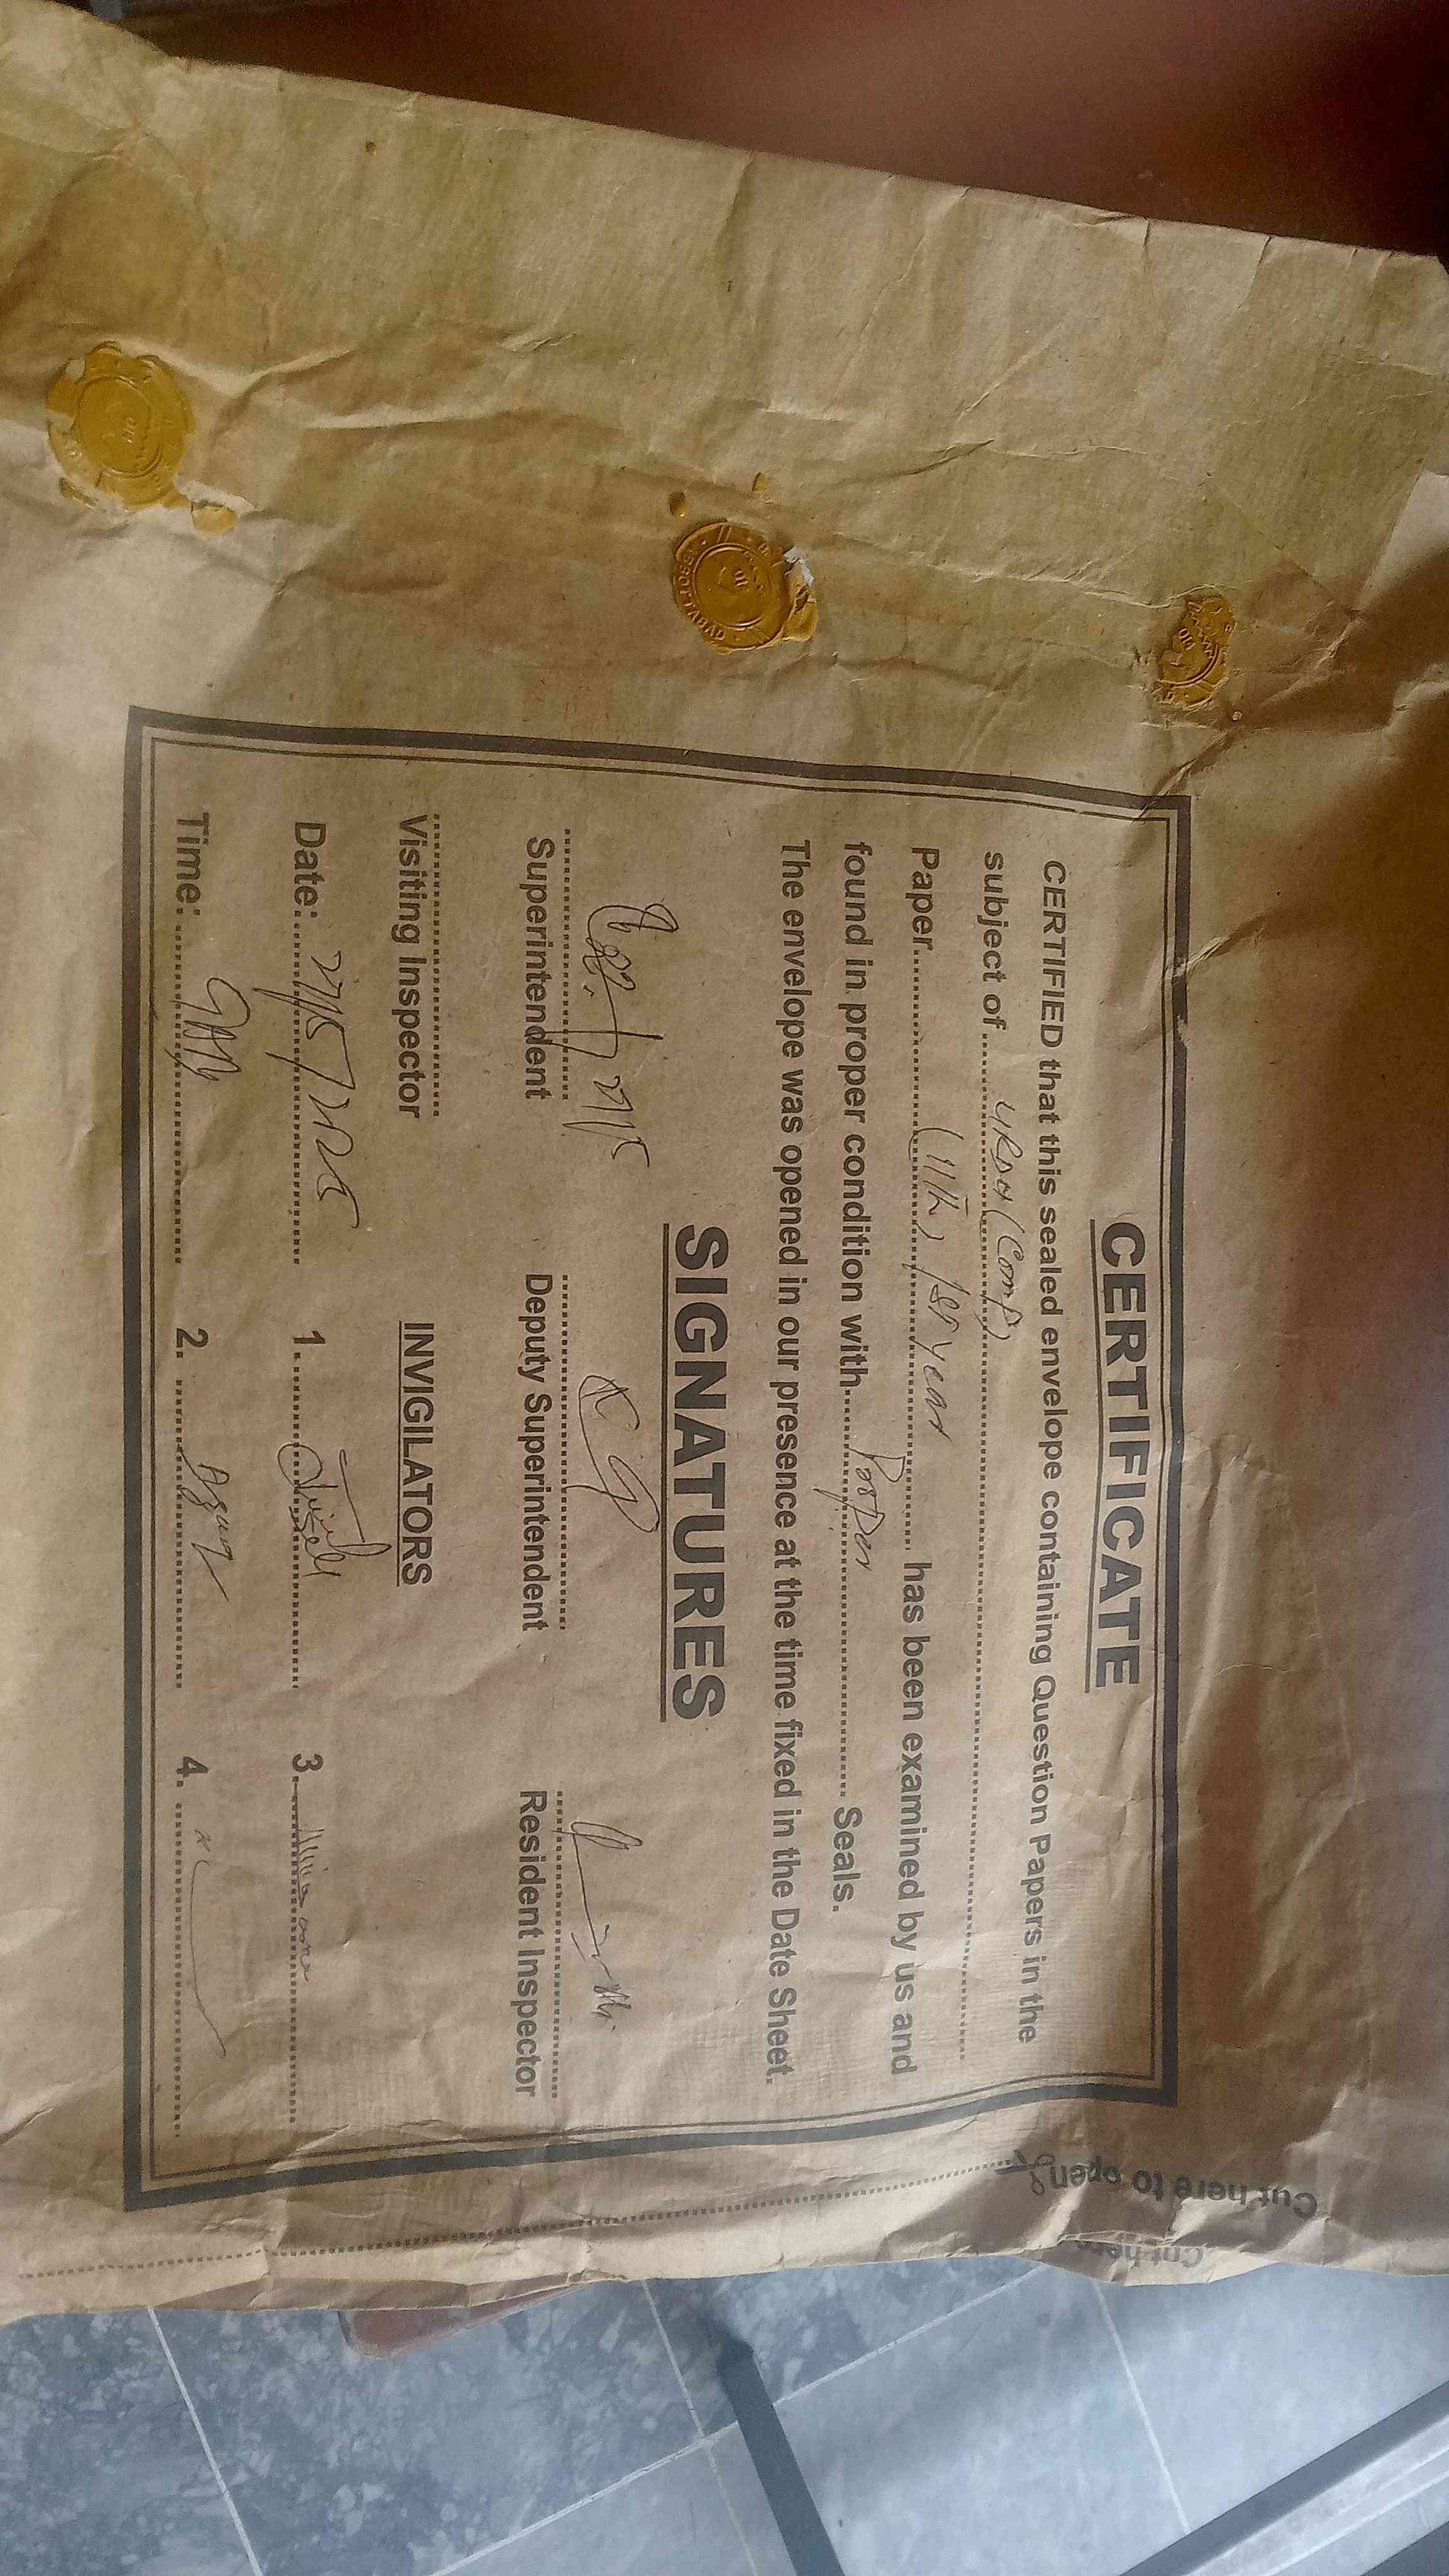 CERTIFICATE
CERTIFIED that this sealed envelope containing Question Papers in the
subject of URDU (Comp)
Paper (11th) 1st year has been examined by us and
found in proper condition with Seals.
The envelope was opened in our presence at the time fixed in the Date Sheet.
SIGNATURES
Superintendent Deputy Superintendent Resident Inspector
Visiting Inspector INVIGILATORS
Date: 1. 3.
Time: 2. 4.
Cut here to open
Cut here
ABBOTTABAD